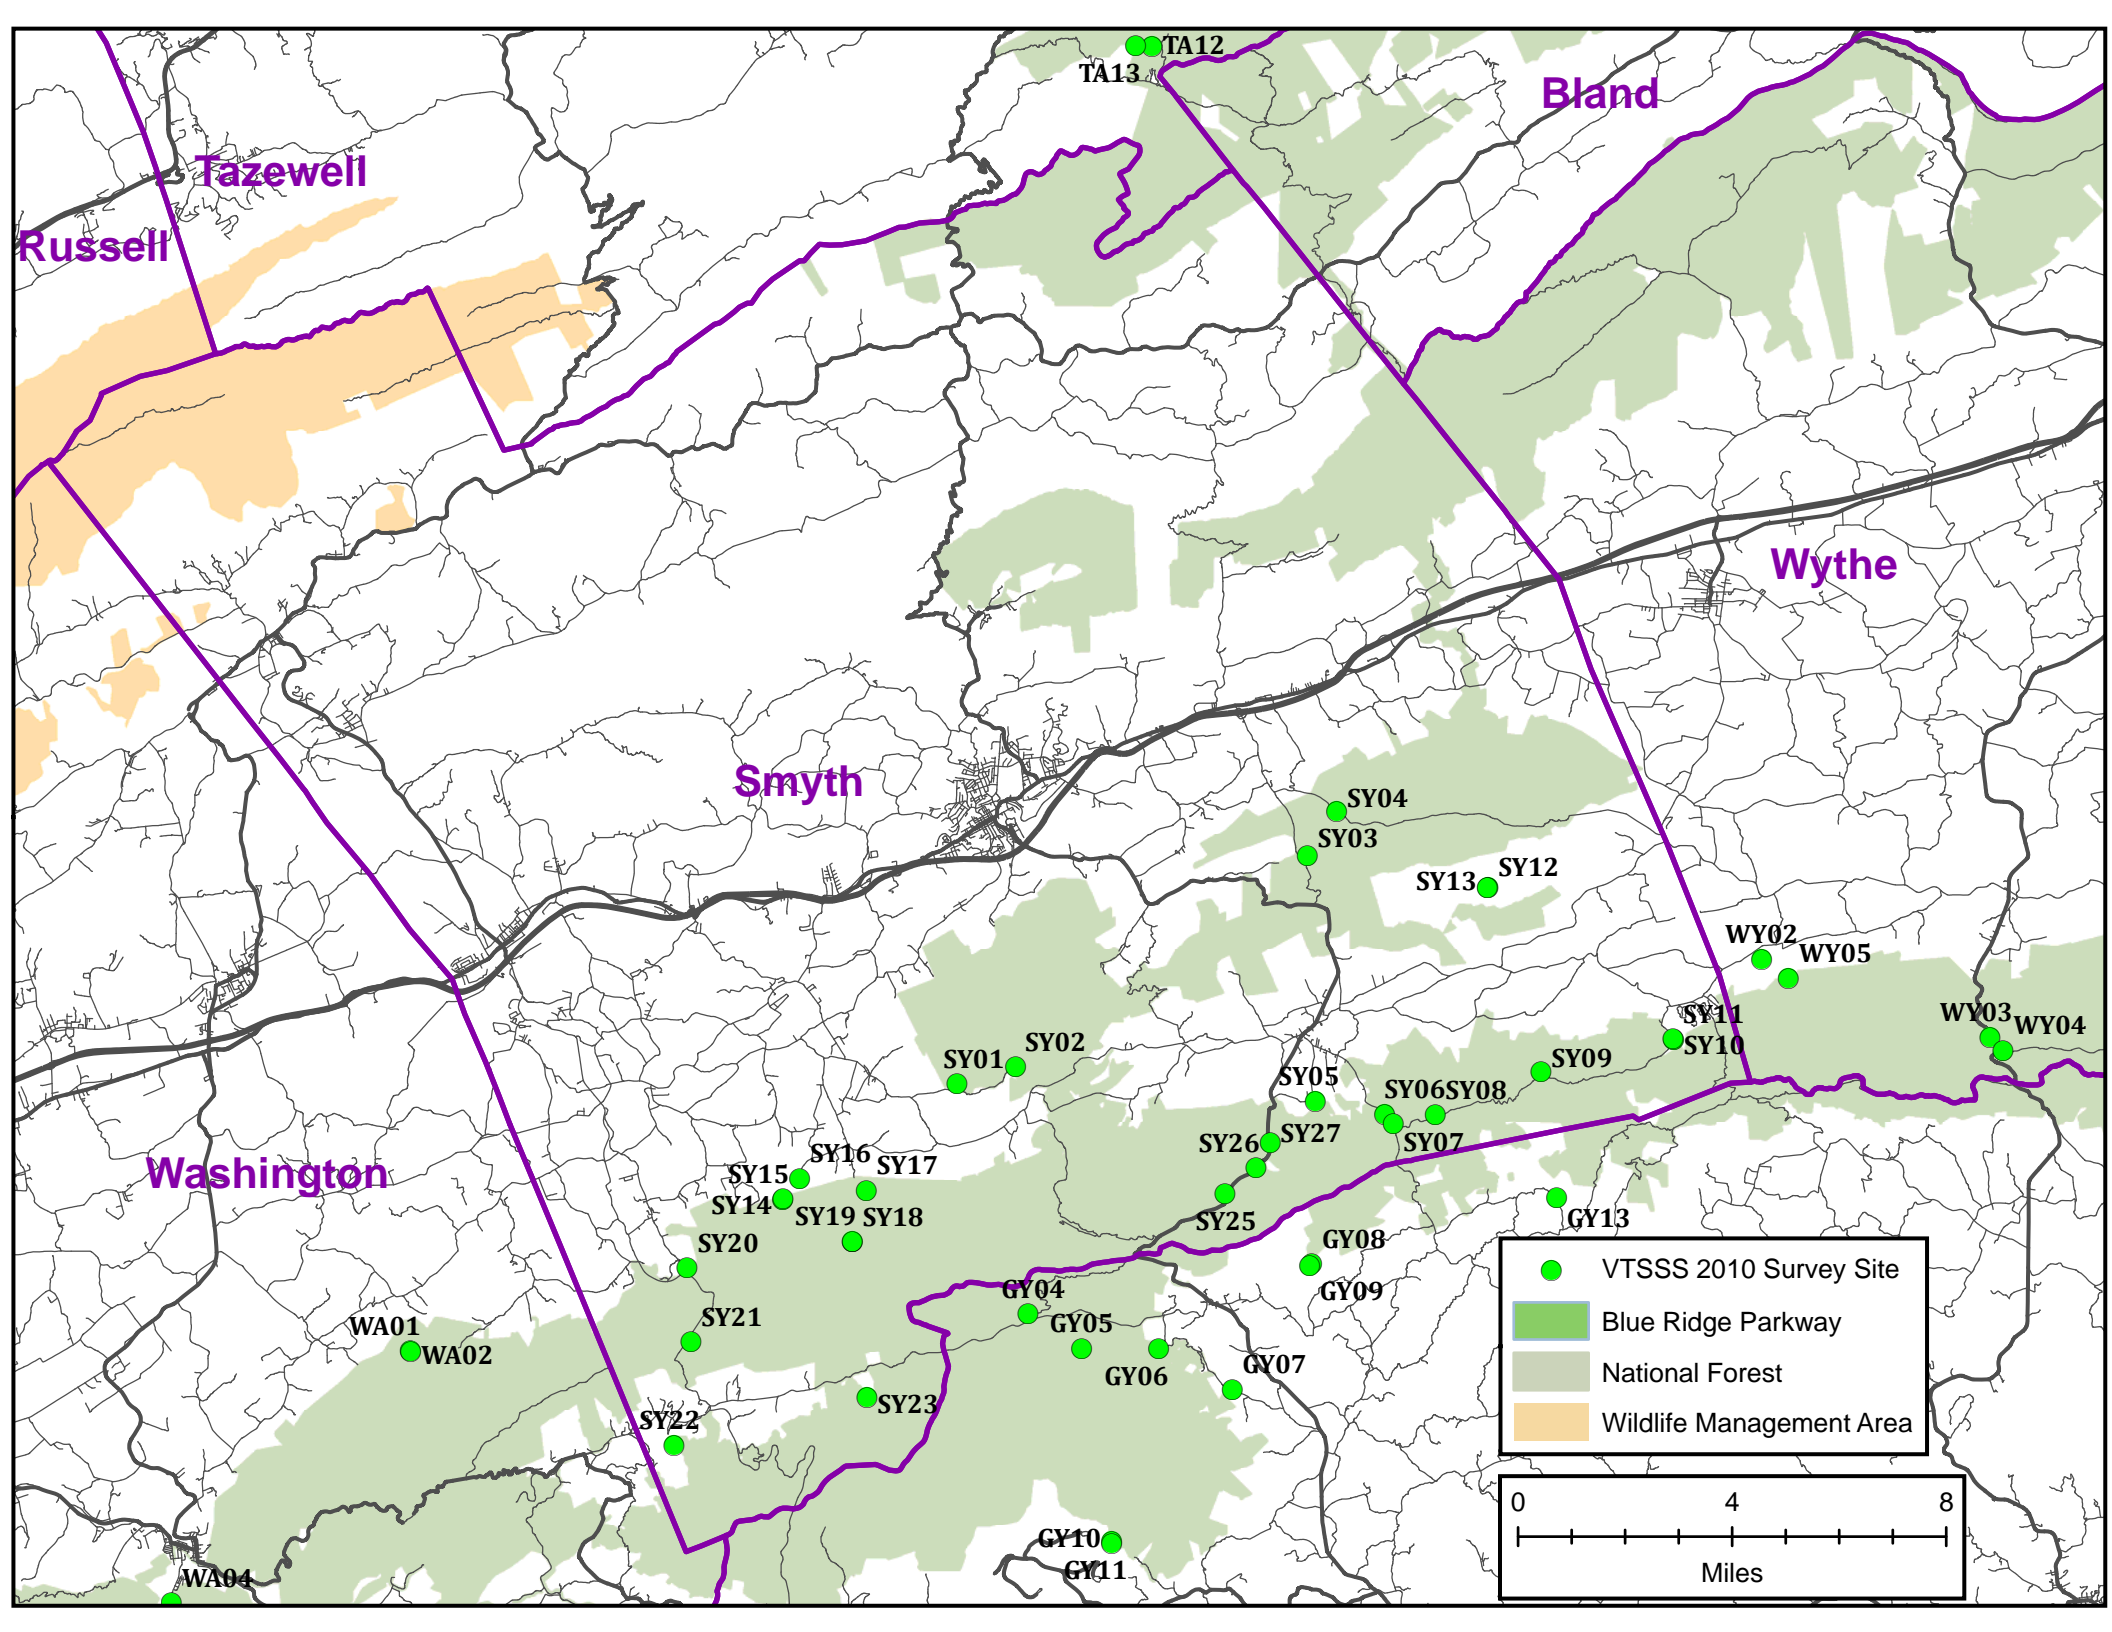 TA12
TA13
Bland
Tazewell
Russell
Wythe
Smyth
SY04
SY03
SY12
SY13
WY02
WY05
SY11
WY03
WY04
SY10
SY02
SY01
SY09
SY05
SY06
SY08
SY07
SY27
SY26
SY16
SY17
SY15
Washington
SY14
SY19
SY18
SY25
GY13
SY20
GY08
GY09
GY04
SY21
GY05
WA01
WA02
GY07
GY06
SY23
SY22
GY10
GY11
WA04
VTSSS 2010 Survey Site
Blue Ridge Parkway
National Forest
Wildlife Management Area
0 4 8
Miles